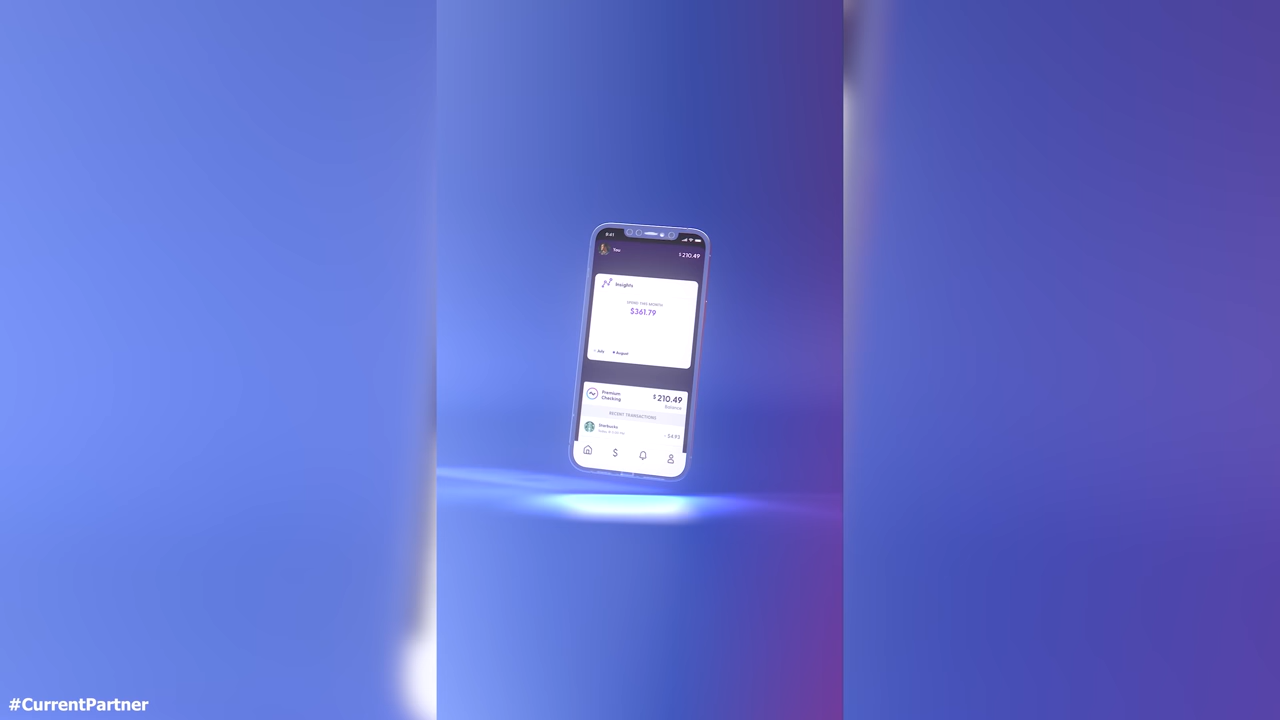 9:41
You
$210.49
Insights
SPEND THIS MONTH
$361.79
July
August
Premium
Checking
$210.49
Balance
RECENT TRANSACTIONS
Starbucks
$
#CurrentPartner